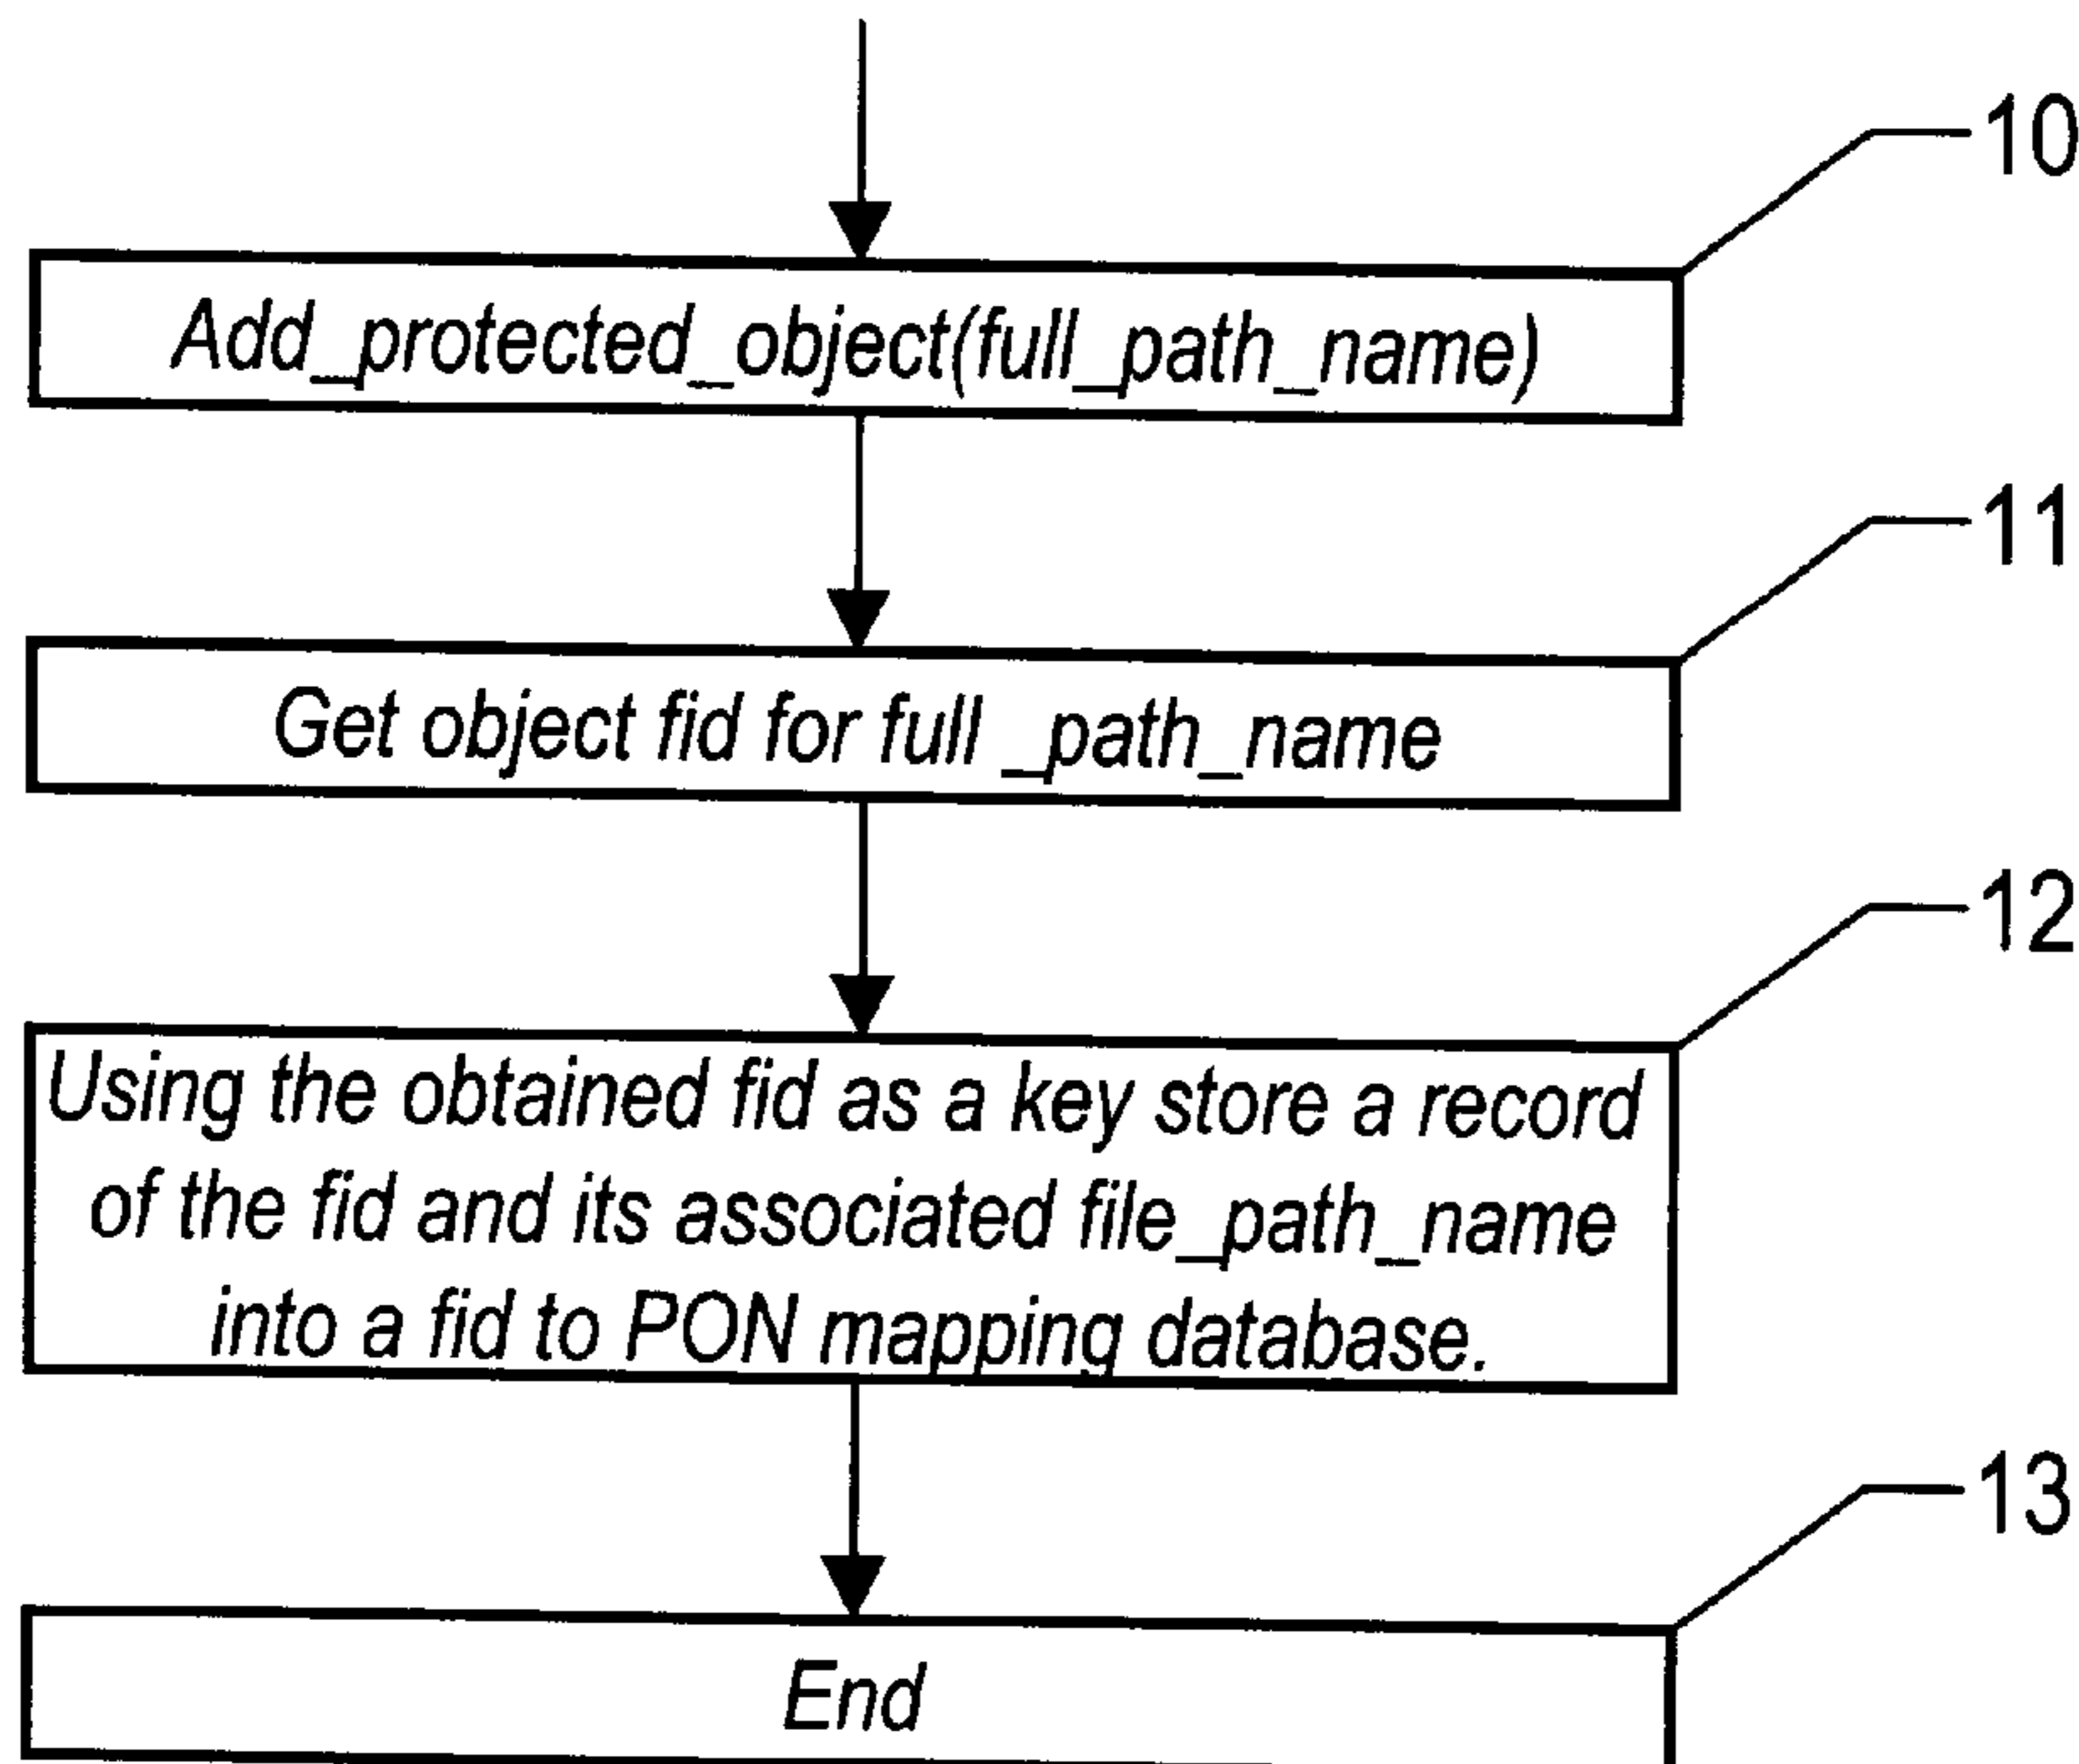 10
Add_protected_object(full_path_name)
11
Get object fid for full _path_name
12
Using the obtained fid as a key store a record
of the fid and its associated file_path_name
into a fid to PON mapping database.
13
End